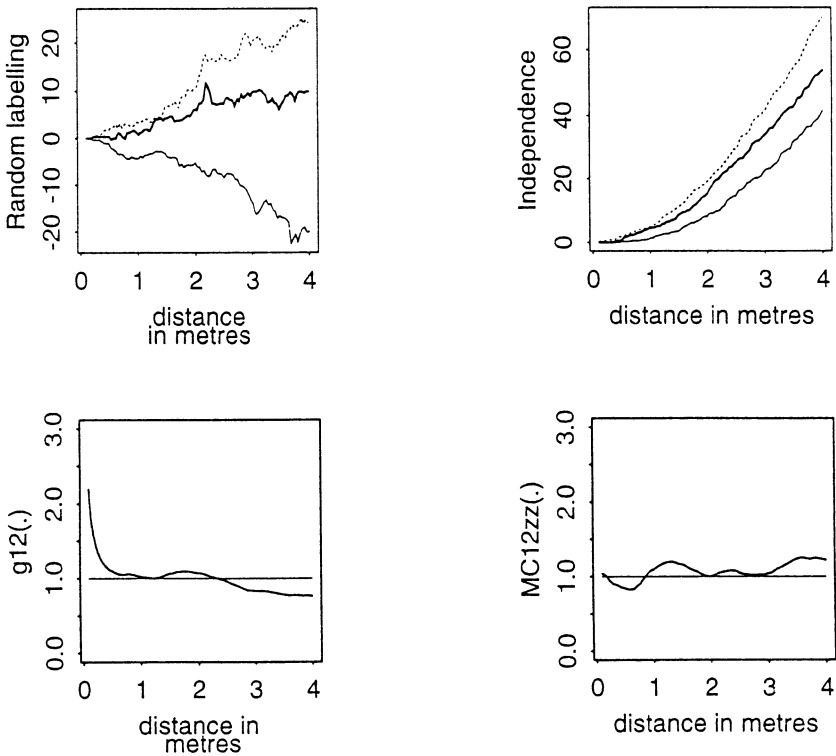 Random labelling
20
10
0
-10
-20
0 1 2 3 4
distance
in metres
Independence
60
40
20
0
0 1 2 3 4
distance in metres
g12(.)
3.0
2.0
1.0
0.0
0 1 2 3 4
distance in
metres
MC12zz(.)
3.0
2.0
1.0
0.0
0 1 2 3 4
distance in metres